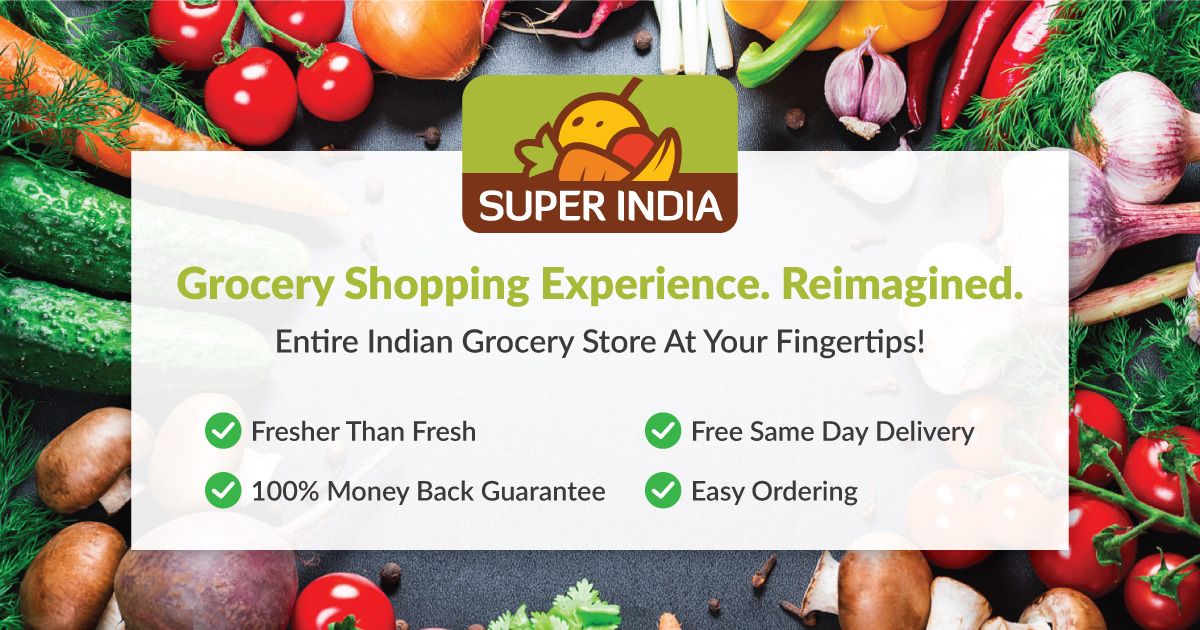 SUPER INDIA
Grocery Shopping Experience. Reimagined.
Entire Indian Grocery Store At Your Fingertips!
Fresher Than Fresh
Free Same Day Delivery
100% Money Back Guarantee
Easy Ordering